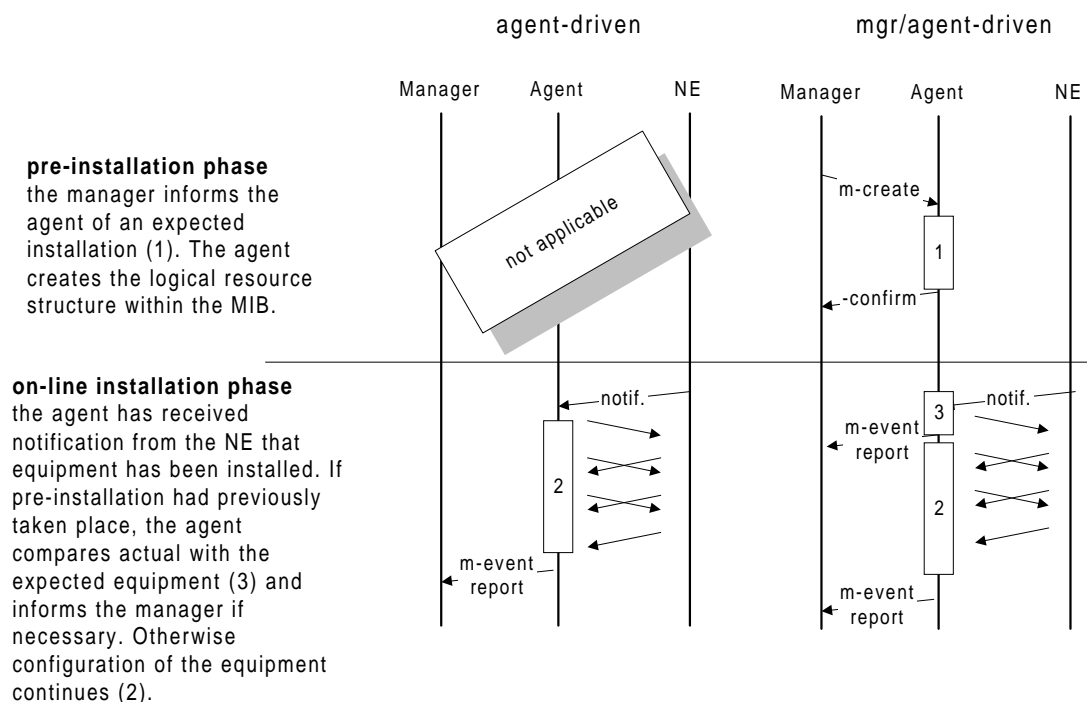 agent-driven
mgr/agent-driven
Manager Agent NE
Manager Agent NE
pre-installation phase
the manager informs the
agent of an expected
installation (1). The agent
creates the logical resource
structure within the MIB.
not applicable
m-create
1
-confirm
on-line installation phase
the agent has received
notification from the NE that
equipment has been installed. If
pre-installation had previously
taken place, the agent
compares actual with the
expected equipment (3) and
informs the manager if
necessary. Otherwise
configuration of the equipment
continues (2).
notif.
2
m-event
report
notif.
3
m-event
report
2
m-event
report